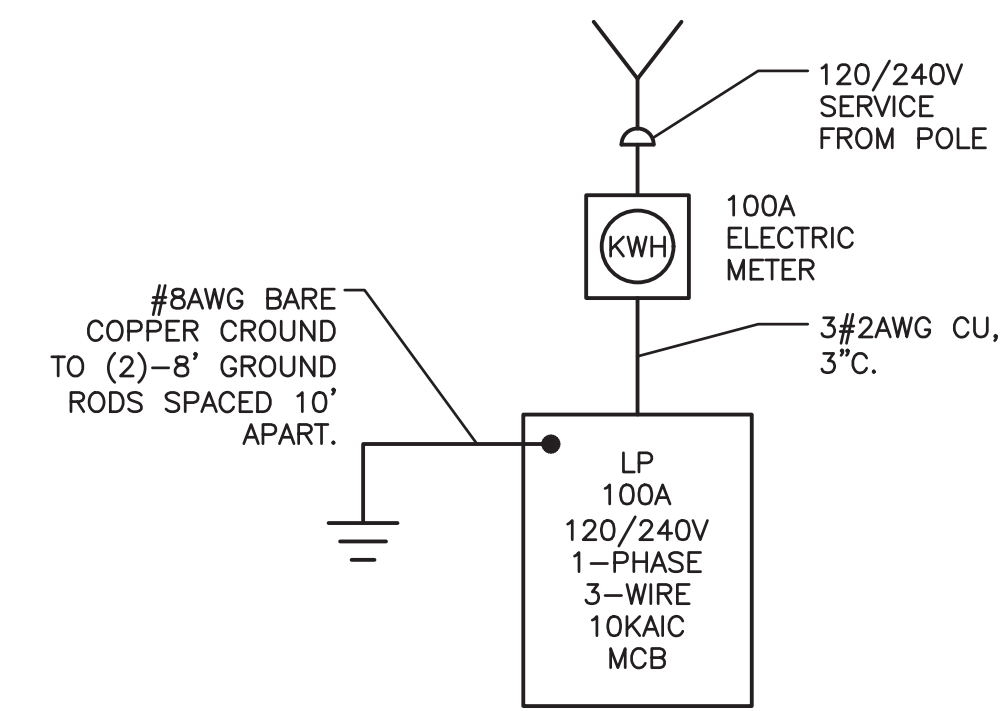 120/240V
SERVICE
FROM POLE
100A
ELECTRIC
METER
KWH
#8AWG BARE
COPPER CROUND
TO (2)-8' GROUND
RODS SPACED 10'
APART.
3#2AWG CU,
3"C.
LP
100A
120/240V
1-PHASE
3-WIRE
10KAIC
MCB